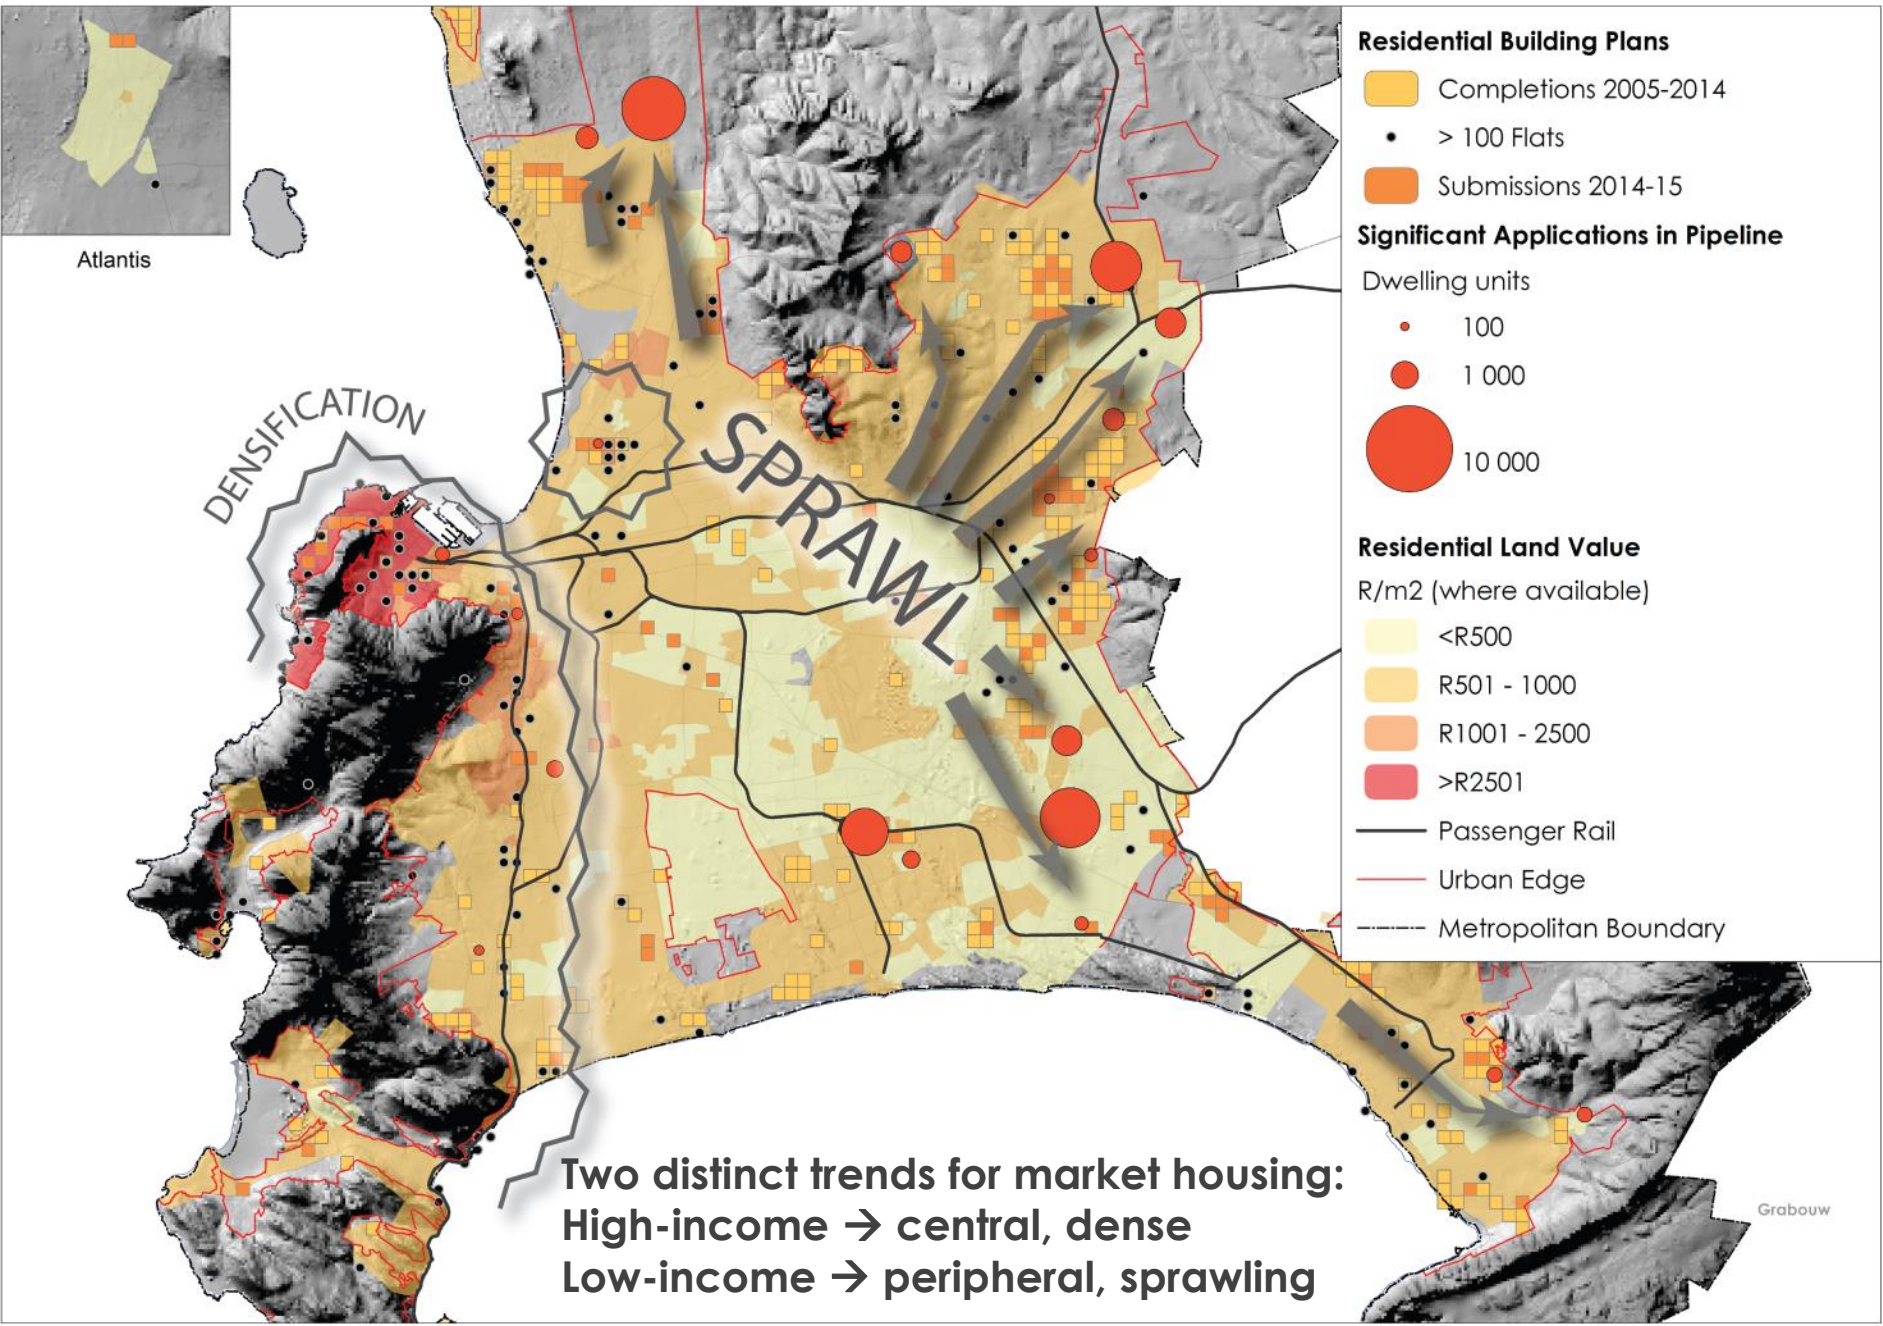 Atlantis
DENSIFICATION
SPRAWL
Residential Building Plans
Completions 2005-2014
> 100 Flats
Submissions 2014-15
Significant Applications in Pipeline
Dwelling units
100
1 000
10 000
Residential Land Value
R/m2 (where available)
<R500
R501 - 1000
R1001 - 2500
>R2501
Passenger Rail
Urban Edge
Metropolitan Boundary
Grabouw
Two distinct trends for market housing:
High-income → central, dense
Low-income → peripheral, sprawling